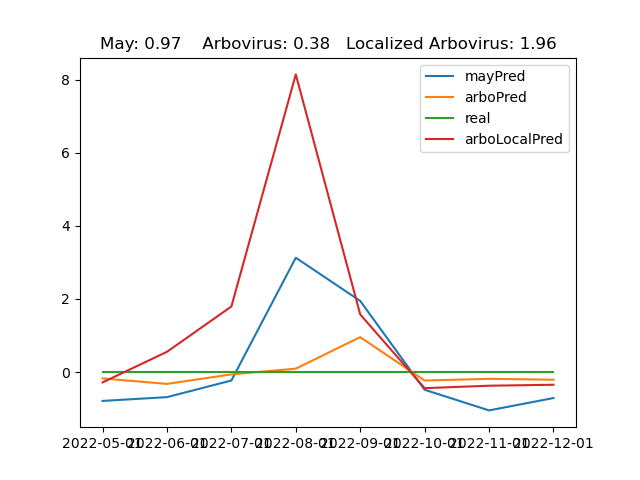 May: 0.97    Arbovirus: 0.38   Localized Arbovirus: 1.96
mayPred
arboPred
real
arboLocalPred
8
6
4
2
0
2022-05-01 2022-06-01 2022-07-01 2022-08-01 2022-09-01 2022-10-01 2022-11-01 2022-12-01